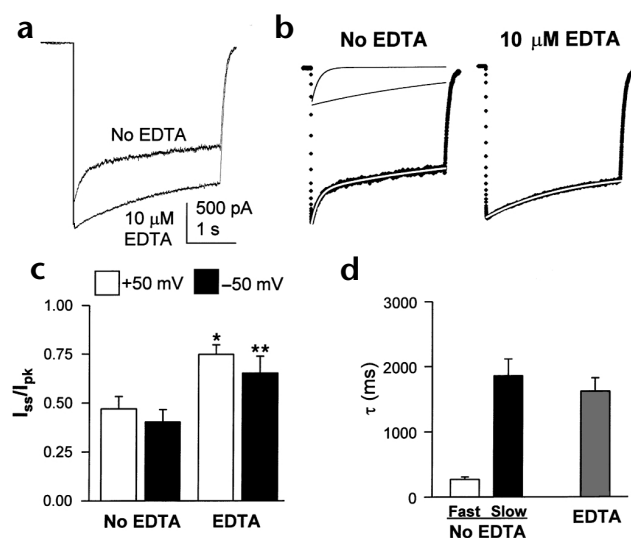 a
No EDTA
10 μM
EDTA
500 pA
1 s
b
No EDTA
10 μM EDTA
c
+50 mV
–50 mV
Iss/Ipk
1.00
0.75
0.50
0.25
0.00
*
**
No EDTA
EDTA
d
τ (ms)
3000
2000
1000
0
Fast Slow
No EDTA
EDTA